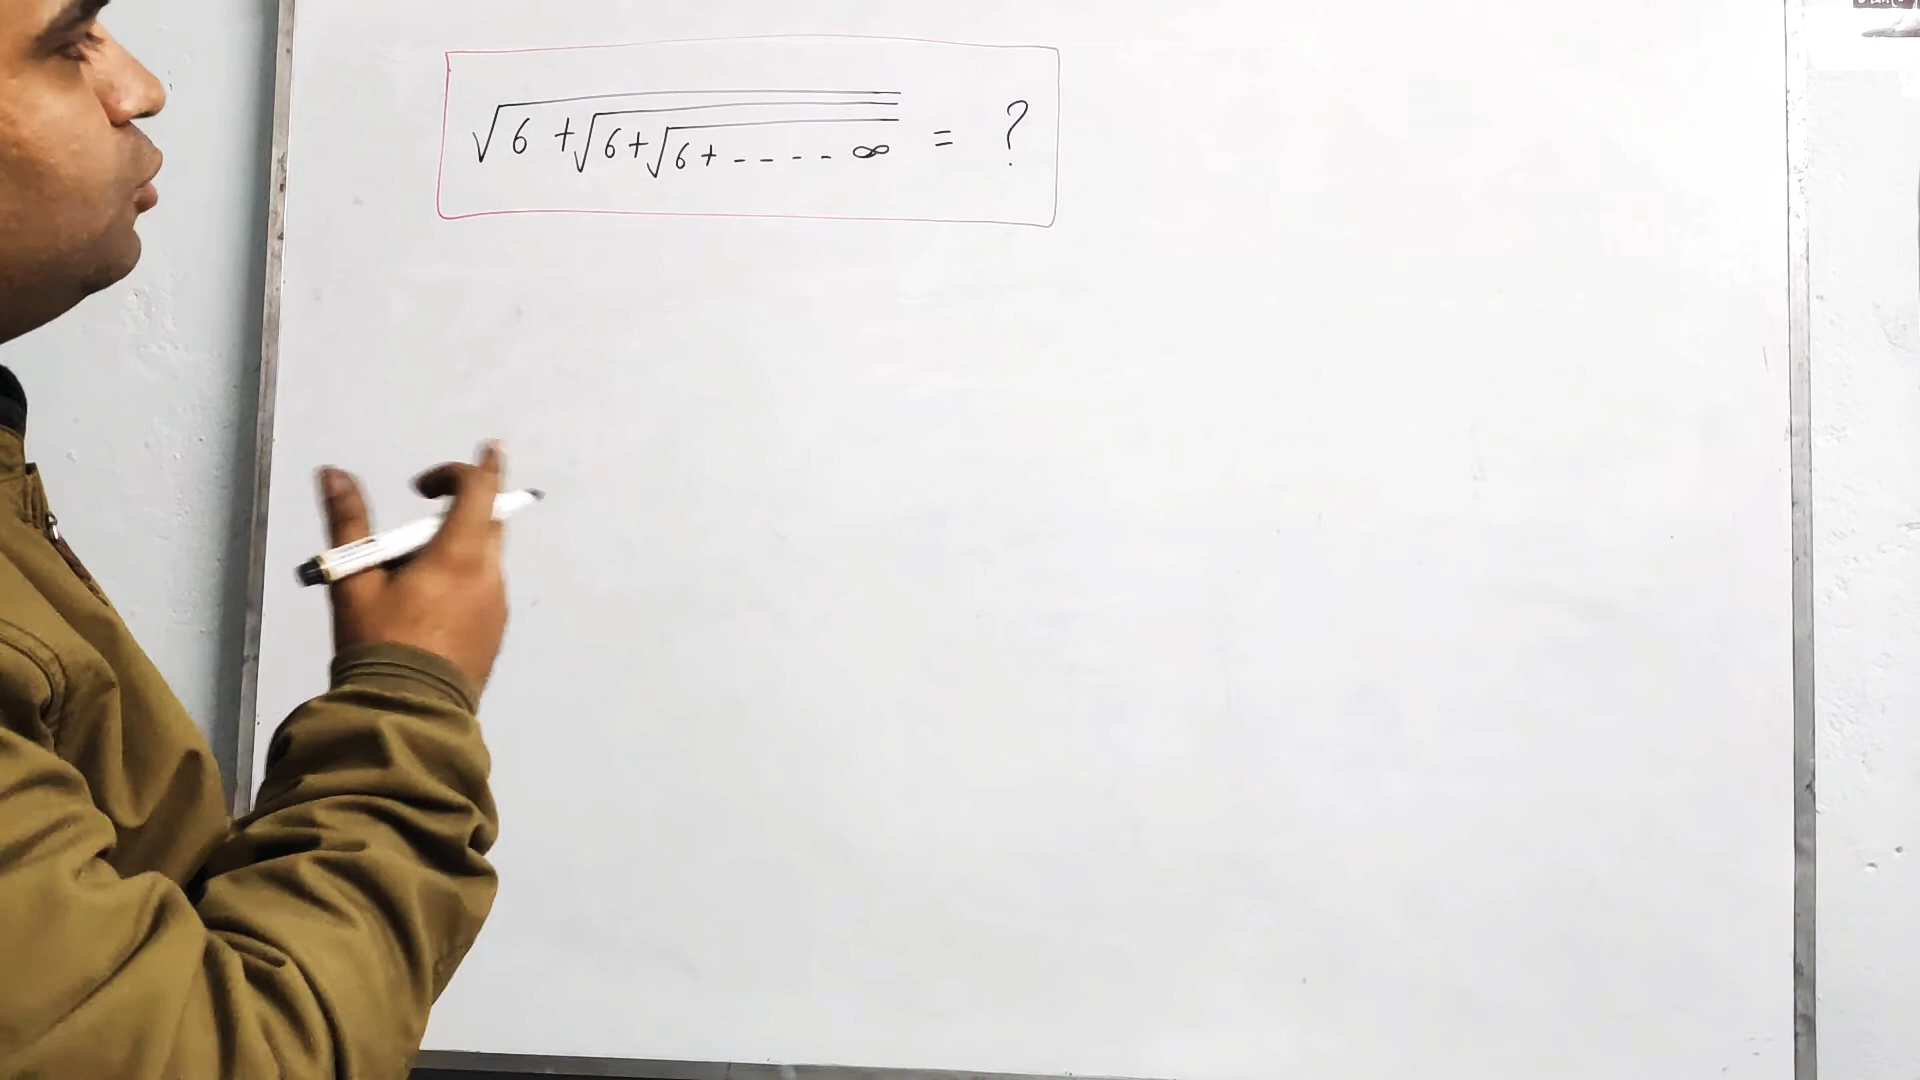 √6 + √6 + √6 + - - - - ∞ = ?